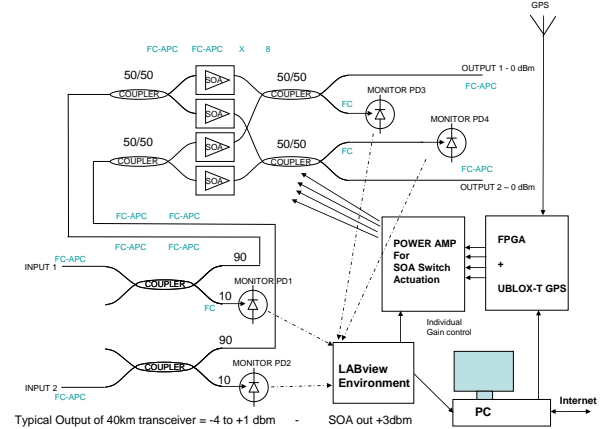 GPS
FC-APC FC-APC X 8
50/50
COUPLER
SOA
50/50
COUPLER
OUTPUT 1 - 0 dBm
FC-APC
MONITOR PD3
FC
SOA
50/50
COUPLER
SOA
50/50
COUPLER
MONITOR PD4
FC
FC-APC
SOA
OUTPUT 2 – 0 dBm
FC-APC FC-APC
FC-APC FC-APC
POWER AMP
For
SOA Switch
Actuation
FPGA
+
UBLOX-T GPS
INPUT 1
FC-APC
90
COUPLER
MONITOR PD1
10
FC
90
COUPLER
MONITOR PD2
10
INPUT 2
FC-APC
Individual
Gain control
LABview
Environment
PC
Internet
Typical Output of 40km transceiver = -4 to +1 dbm - SOA out +3dbm